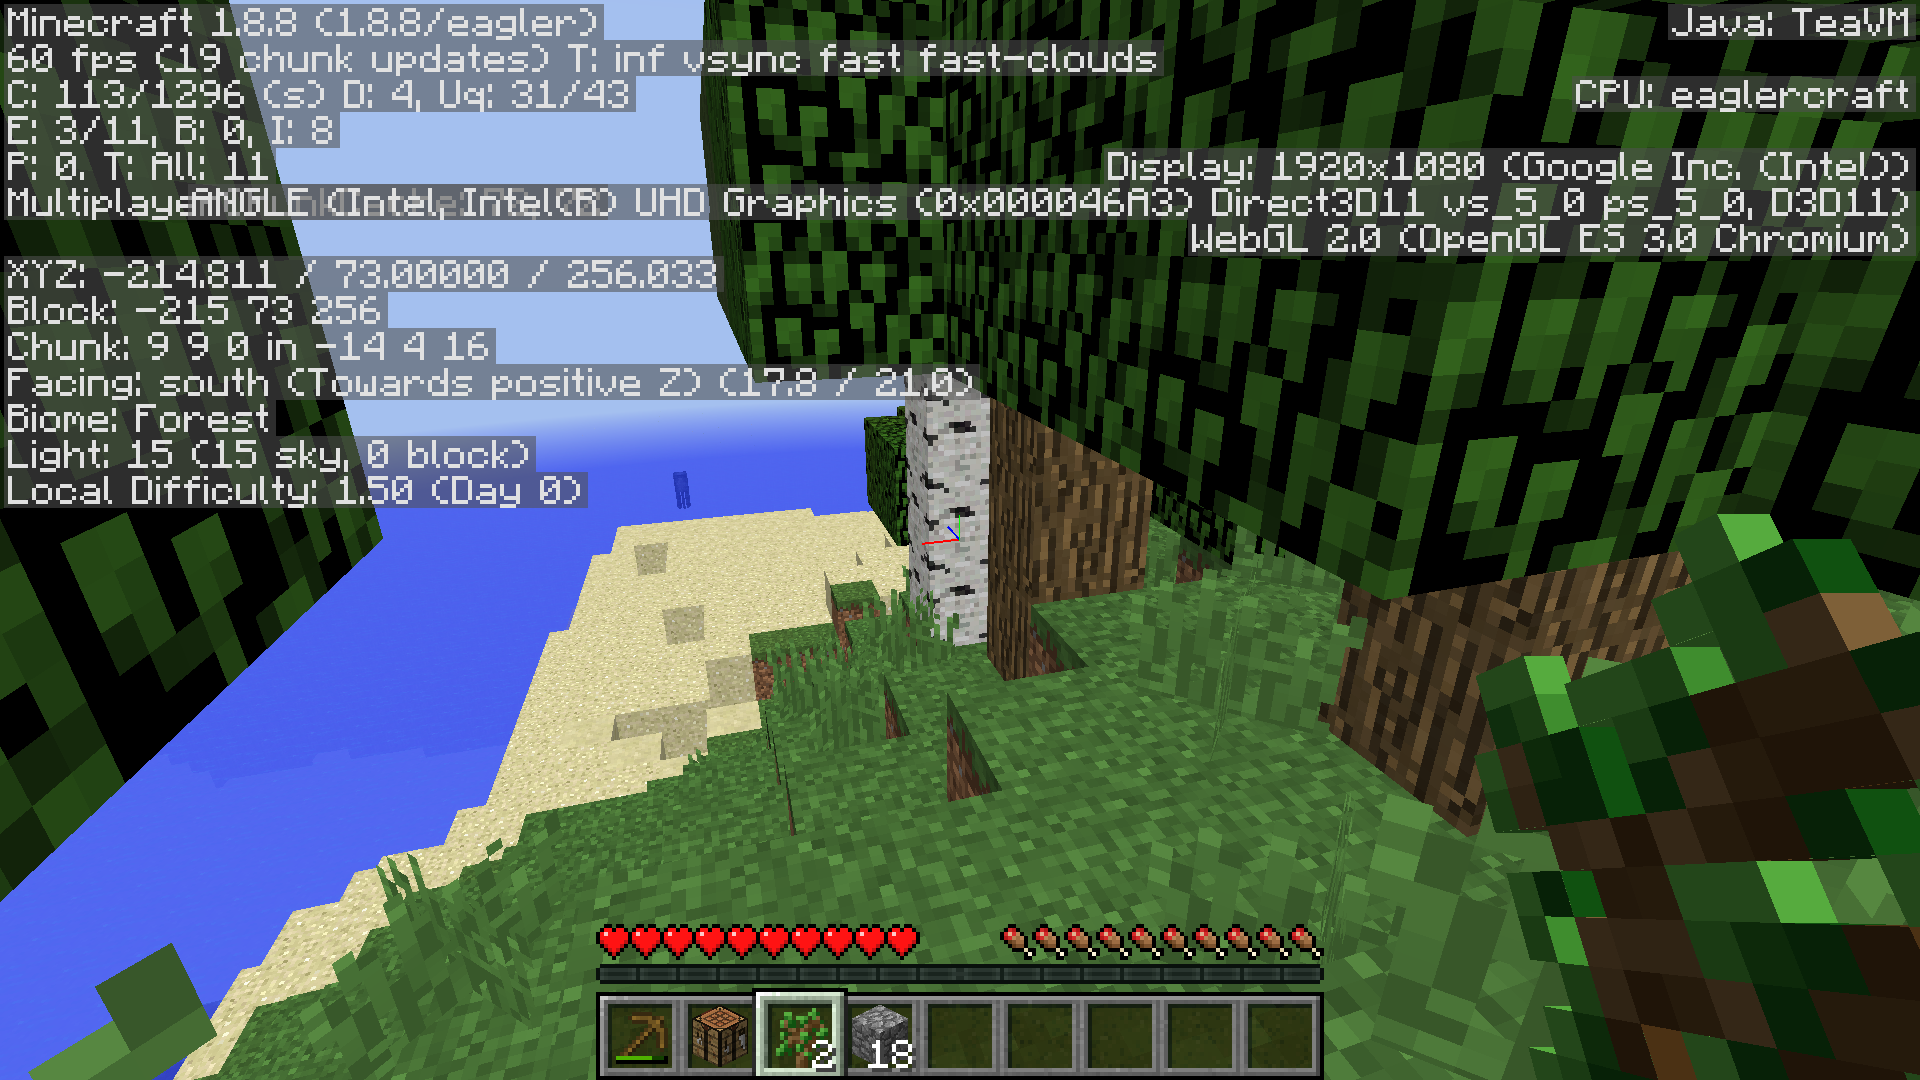 Minecraft 1.8.8 (1.8.8/eagler)
Java: TeaVM
60 fps (19 chunk updates) T: inf vsync fast fast-clouds
C: 113/1296 (s) D: 4, Uq: 31/43
CPU: eaglercraft
E: 3/11, B: 0, I: 8
P: 0. T: All: 11
Display: 1920x1080 (Google Inc. (Intel))
Multiplaye
ANGLE (Intel, Intel(R) UHD Graphics (0x000046A3) Direct3D11 vs_5_0 ps_5_0, D3D11)
WebGL 2.0 (OpenGL ES 3.0 Chromium)
XYZ: -214.811 / 73.00000 / 256.033
Block: -215 73 256
Chunk: 9 9 0 in -14 4 16
Facing: south (Towards positive Z) (17.8 / 21.0)
Biome: Forest
Light: 15 (15 sky, 0 block)
Local Difficulty: 1.50 (Day 0)
2
18